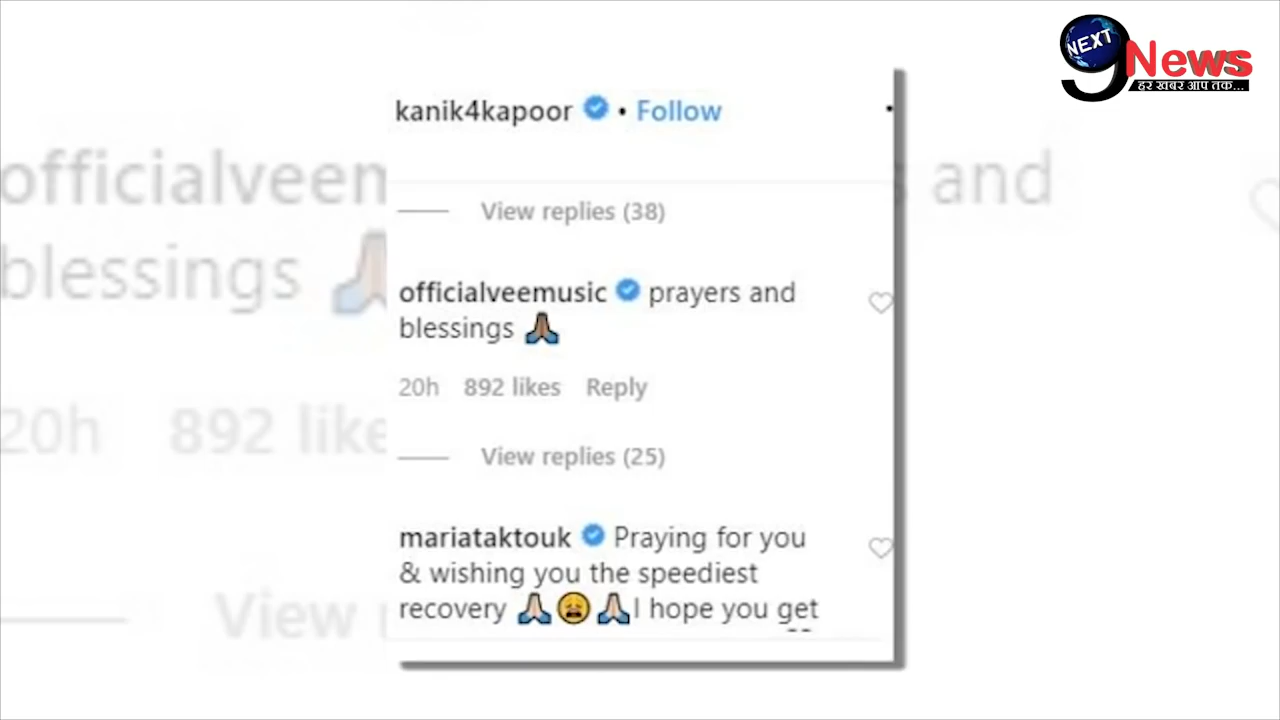 NEXT
9 News
हर खबर आप तक...
kanik4kapoor • Follow
View replies (38)
officialveemusic prayers and
blessings 🙏🏾
20h 892 likes Reply
View replies (25)
mariataktouk Praying for you
& wishing you the speediest
recovery 🙏🏻😩🙏🏻I hope you get
officialveem
and
blessings 🙏🏻
20h 892 like
View